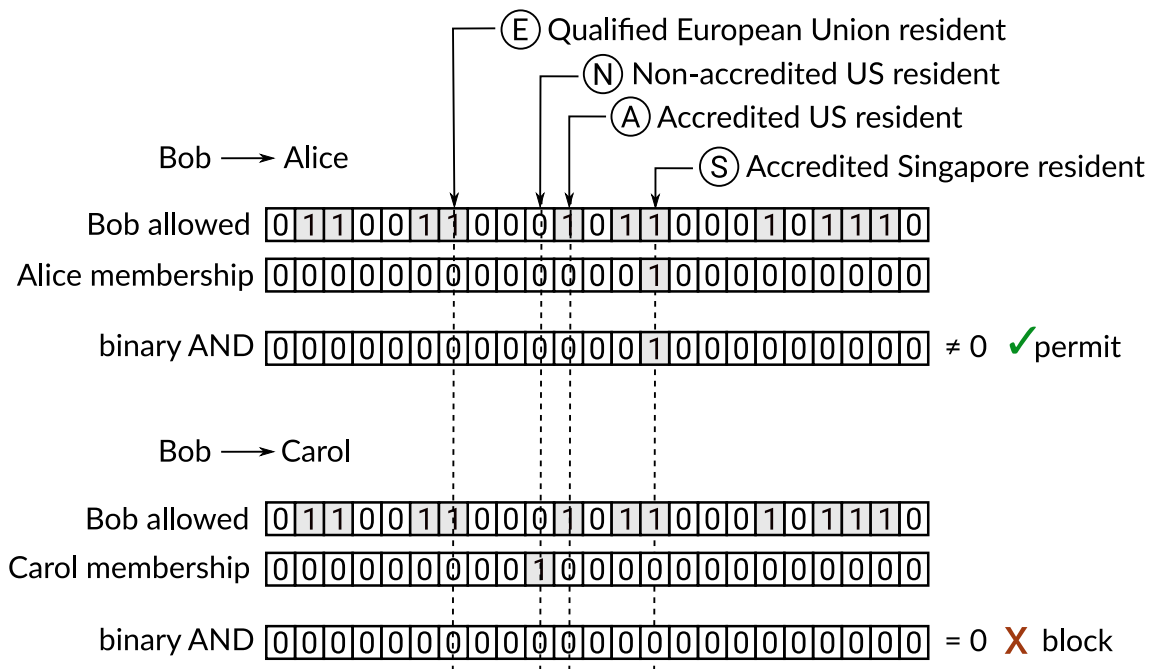 E Qualified European Union resident
N Non-accredited US resident
A Accredited US resident
S Accredited Singapore resident
Bob → Alice
Bob allowed 0 1 1 0 0 1 1 0 0 0 1 0 1 1 0 0 0 1 0 1 1 1 0
Alice membership 0 0 0 0 0 0 0 0 0 0 0 0 0 1 0 0 0 0 0 0 0 0 0
binary AND 0 0 0 0 0 0 0 0 0 0 0 0 0 1 0 0 0 0 0 0 0 0 0 ≠ 0 ✓ permit
Bob → Carol
Bob allowed 0 1 1 0 0 1 1 0 0 0 1 0 1 1 0 0 0 1 0 1 1 1 0
Carol membership 0 0 0 0 0 0 0 0 0 1 0 0 0 0 0 0 0 0 0 0 0 0 0
binary AND 0 0 0 0 0 0 0 0 0 0 0 0 0 0 0 0 0 0 0 0 0 0 0 = 0 X block